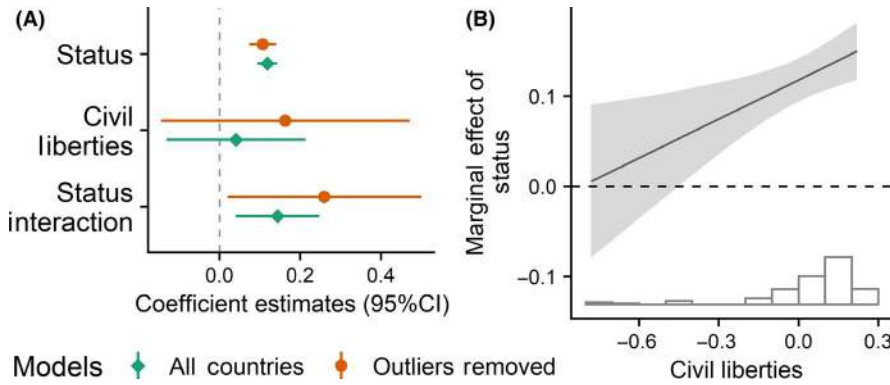 (A)
Status
Civil
liberties
Status
interaction
0.0 0.2 0.4
Coefficient estimates (95%CI)
(B)
Marginal effect of
status
0.1
0.0
−0.1
−0.6 −0.3 0.0 0.3
Civil liberties
Models All countries Outliers removed